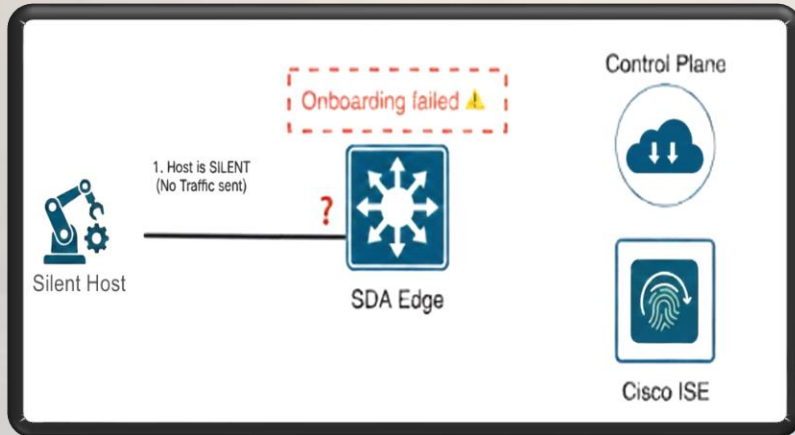 Control Plane
Onboarding failed ⚠
1. Host is SILENT
(No Traffic sent)
?
Silent Host
SDA Edge
Cisco ISE